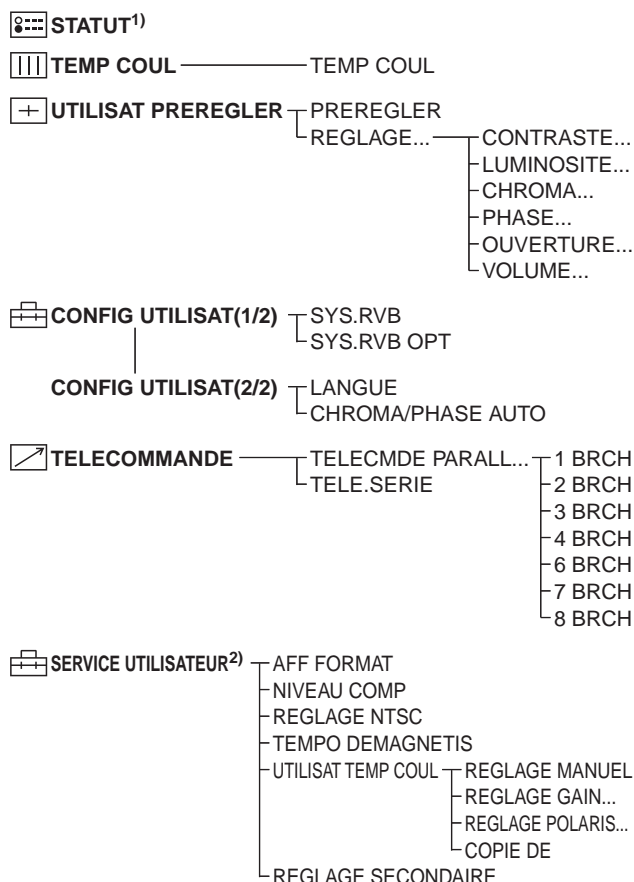 STATUT1)
TEMP COUL TEMP COUL
UTILISAT PREREGLER PREREGLER
REGLAGE... CONTRASTE...
LUMINOSITE...
CHROMA...
PHASE...
OUVERTURE...
VOLUME...
CONFIG UTILISAT(1/2) SYS.RVB
SYS.RVB OPT
CONFIG UTILISAT(2/2) LANGUE
CHROMA/PHASE AUTO
TELECOMMANDE TELECMDE PARALL... 1 BRCH
TELE.SERIE 2 BRCH
3 BRCH
4 BRCH
6 BRCH
7 BRCH
8 BRCH
SERVICE UTILISATEUR2) AFF FORMAT
NIVEAU COMP
REGLAGE NTSC
TEMPO DEMAGNETIS
UTILISAT TEMP COUL REGLAGE MANUEL
REGLAGE GAIN...
REGLAGE POLARIS...
COPIE DE
REGLAGE SECONDAIRE